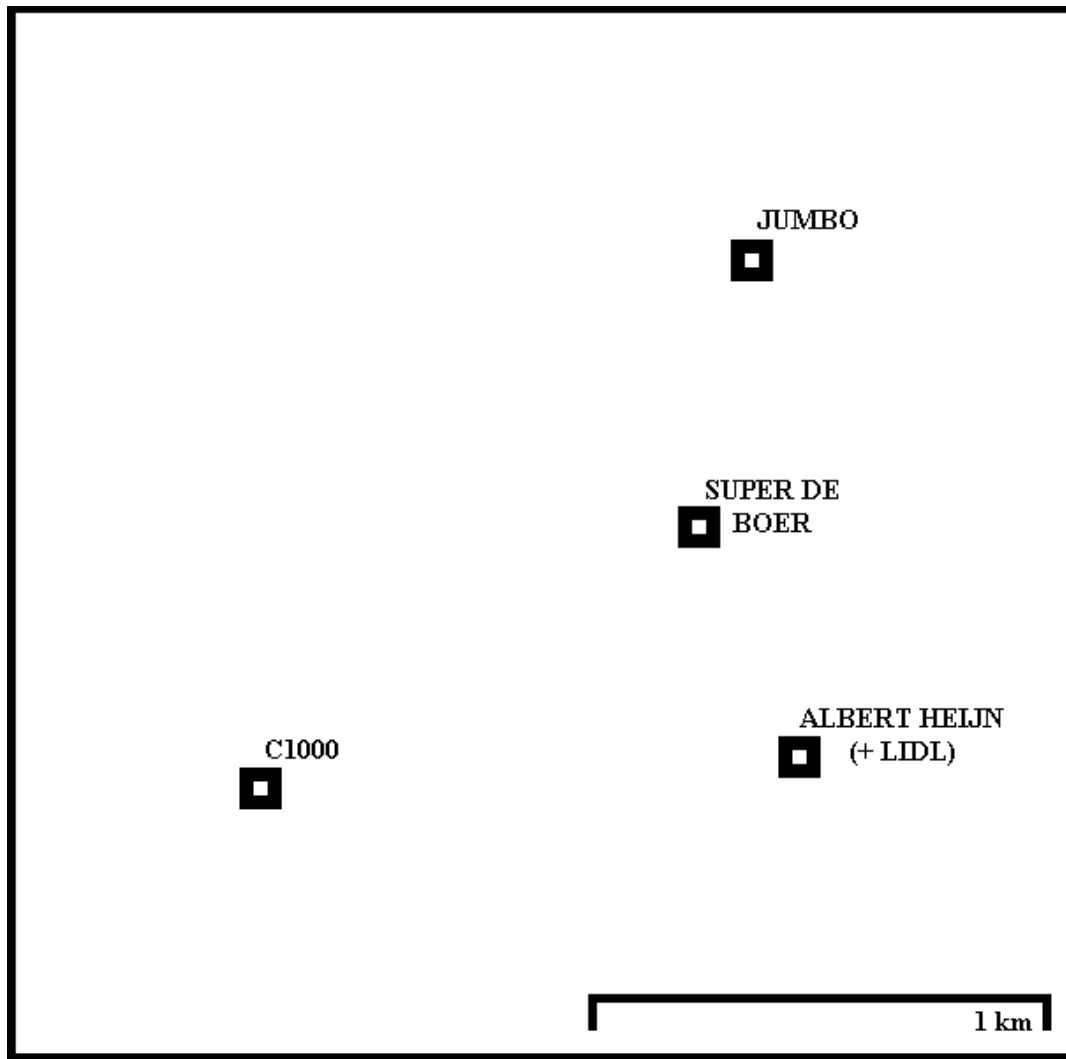 JUMBO
SUPER DE
BOER
ALBERT HEIJN
(+ LIDL)
C1000
1 km